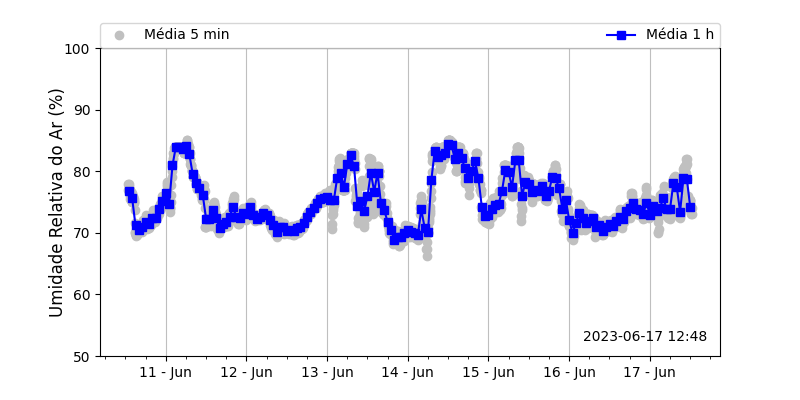 Média 5 min
Média 1 h
Umidade Relativa do Ar (%)
100
90
80
70
60
50
2023-06-17 12:48
11 - Jun
12 - Jun
13 - Jun
14 - Jun
15 - Jun
16 - Jun
17 - Jun